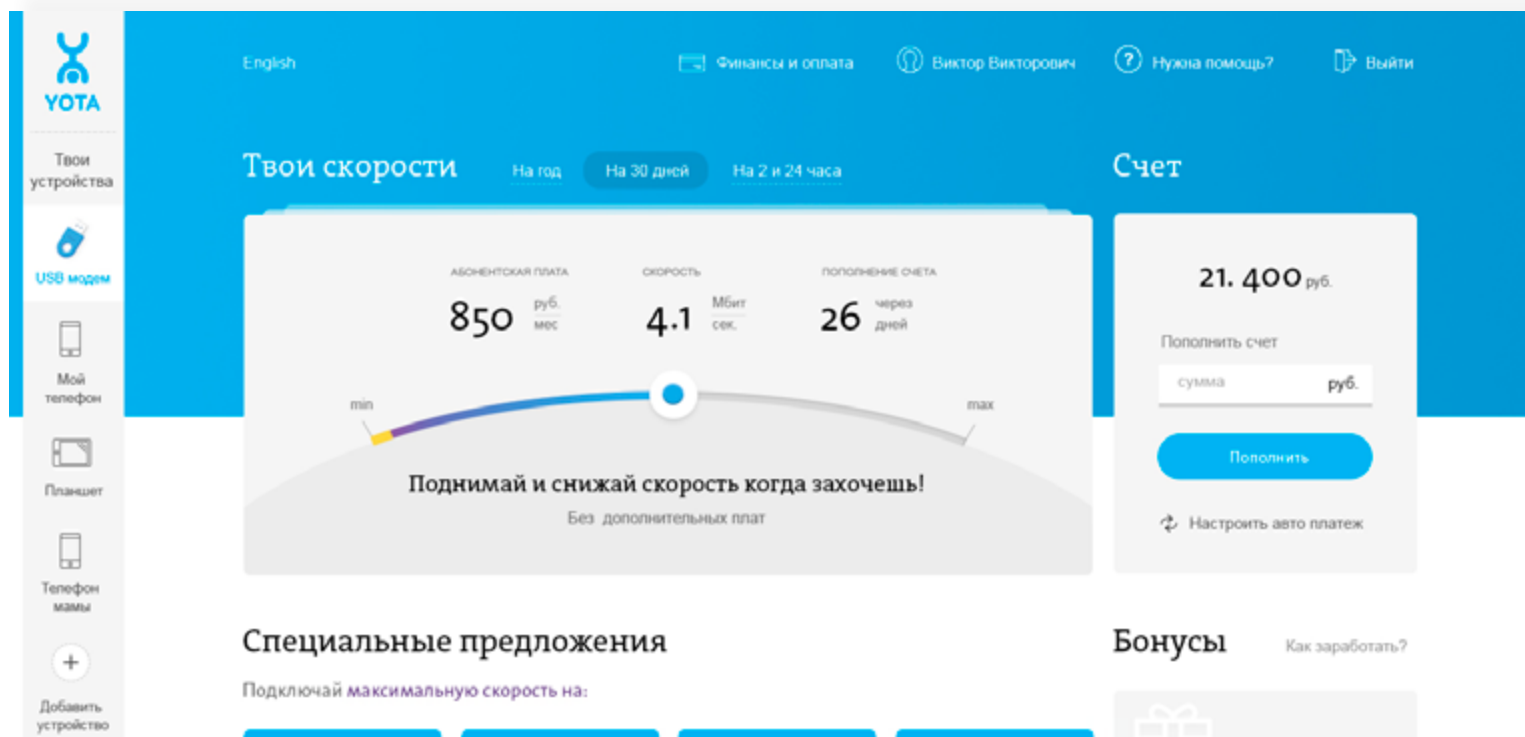 YOTA
Твои
устройства
USB модем
Мой
телефон
Планшет
Телефон
мамы
Добавить
устройство
English
Финансы и оплата
Виктор Викторович
Нужна помощь?
Выйти
Твои скорости
На год
На 30 дней
На 2 и 24 часа
АБОНЕНТСКАЯ ПЛАТА
850 руб.
мес
СКОРОСТЬ
4.1 Мбит
сек.
ПОПОЛНЕНИЕ СЧЕТА
26 через
дней
min
max
Поднимай и снижай скорость когда захочешь!
Без дополнительных плат
Счет
21. 400 руб.
Пополнить счет
сумма руб.
Пополнить
Настроить авто платеж
Специальные предложения
Подключай максимальную скорость на:
Бонусы
Как заработать?